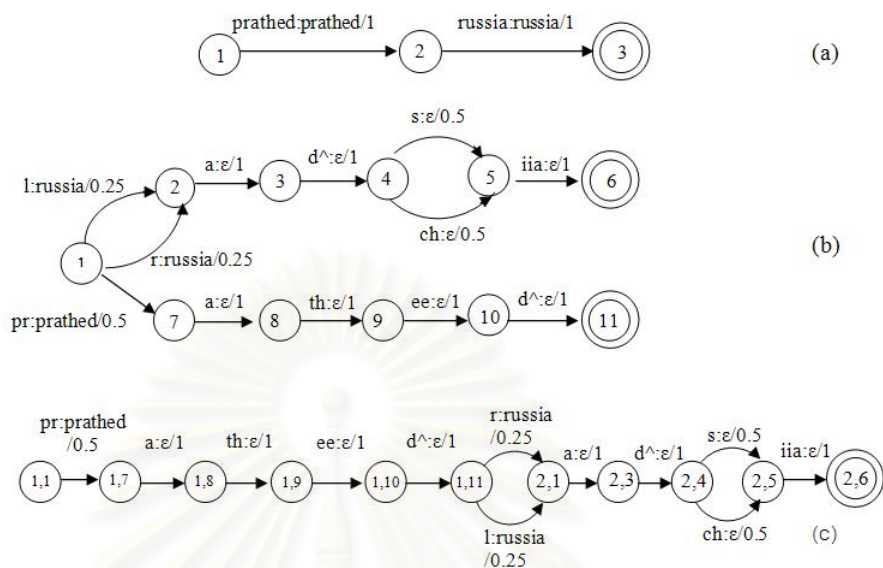 prathed:prathed/1 russia:russia/1
1 2 3 (a)
s:ε/0.5
a:ε/1 d^:ε/1 iia:ε/1
l:russia/0.25 2 3 4 5 6
ch:ε/0.5
1 r:russia/0.25 (b)
a:ε/1 th:ε/1 ee:ε/1 d^:ε/1
pr:prathed/0.5 7 8 9 10 11
pr:prathed r:russia
/0.5 a:ε/1 th:ε/1 ee:ε/1 d^:ε/1 /0.25 a:ε/1 d^:ε/1 s:ε/0.5 iia:ε/1
1,1 1,7 1,8 1,9 1,10 1,11 2,1 2,3 2,4 2,5 2,6
l:russia ch:ε/0.5 (c)
/0.25